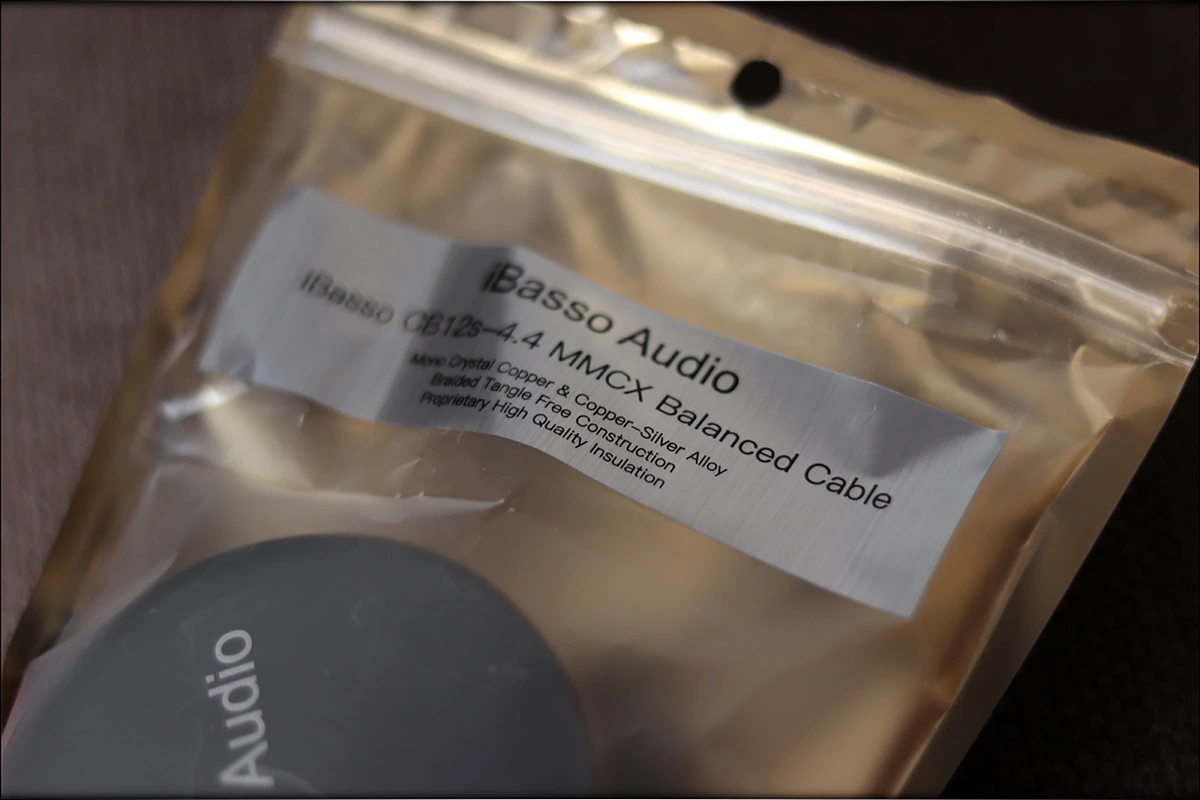 iBasso Audio
iBasso CB12s–4.4 MMCX Balanced Cable
Mono Crystal Copper & Copper–Silver Alloy
Braided Tangle Free Construction
Proprietary High Quality Insulation
Audio